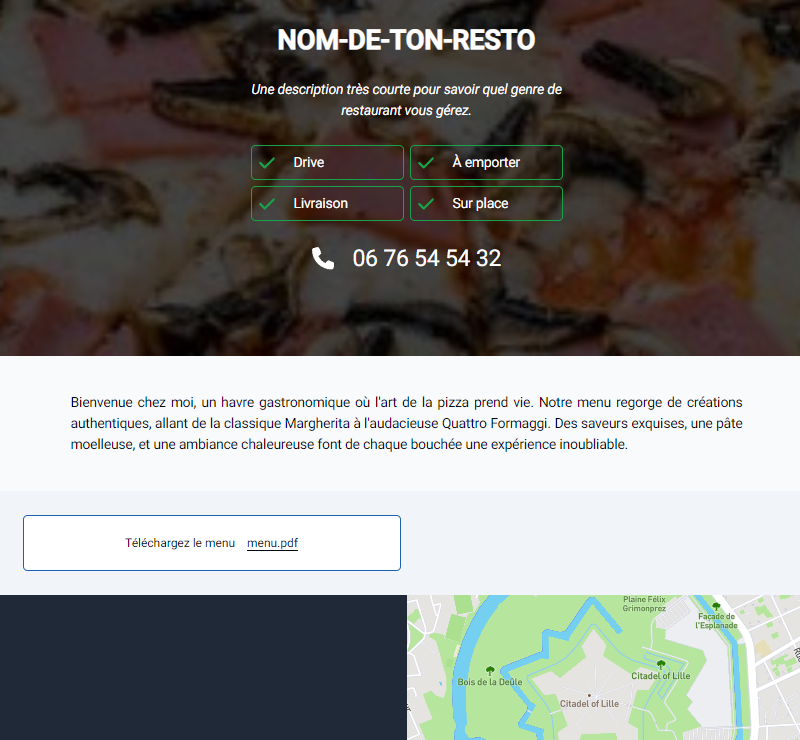 NOM-DE-TON-RESTO
Une description très courte pour savoir quel genre de
restaurant vous gérez.
Drive
À emporter
Livraison
Sur place
06 76 54 54 32
Bienvenue chez moi, un havre gastronomique où l'art de la pizza prend vie. Notre menu regorge de créations
authentiques, allant de la classique Margherita à l'audacieuse Quattro Formaggi. Des saveurs exquises, une pâte
moelleuse, et une ambiance chaleureuse font de chaque bouchée une expérience inoubliable.
Téléchargez le menu menu.pdf
Plaine Félix
Grimonprez
Façade de
l'Esplanade
Bois de la Deûle
Citadel of Lille
Citadel of Lille